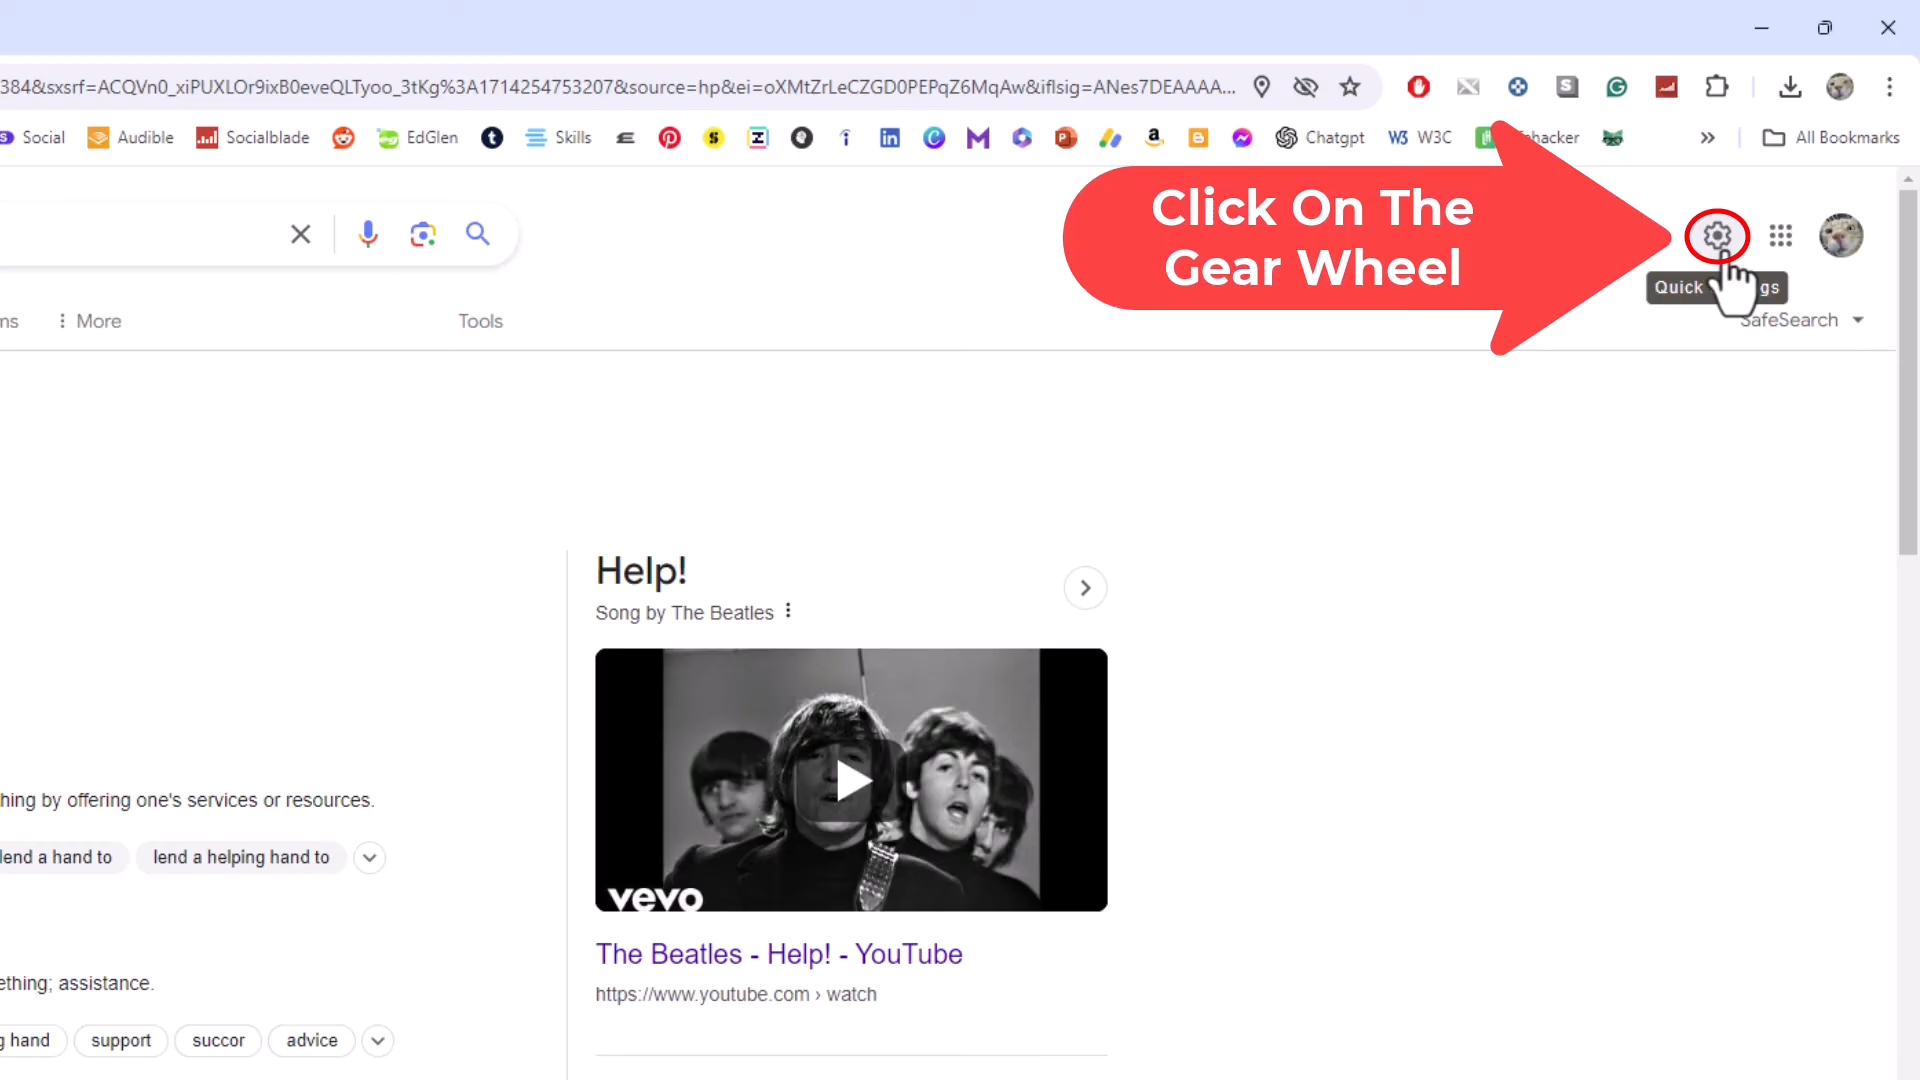 384&sxsrf=ACQVn0_xiPUXLOr9ixB0eveQLTyoo_3tKg%3A1714254753207&source=hp&ei=oXMtZrLeCZGD0PEPqZ6MqAw&iflsig=ANes7DEAAAA...
Social Audible Socialblade EdGlen Skills Chatgpt W3 W3C hacker All Bookmarks
Click On The
Gear Wheel
Quick gs
ms More Tools SafeSearch
Help!
Song by The Beatles
vevo
The Beatles - Help! - YouTube
https://www.youtube.com › watch
hing by offering one's services or resources.
lend a hand to lend a helping hand to
ething; assistance.
g hand support succor advice